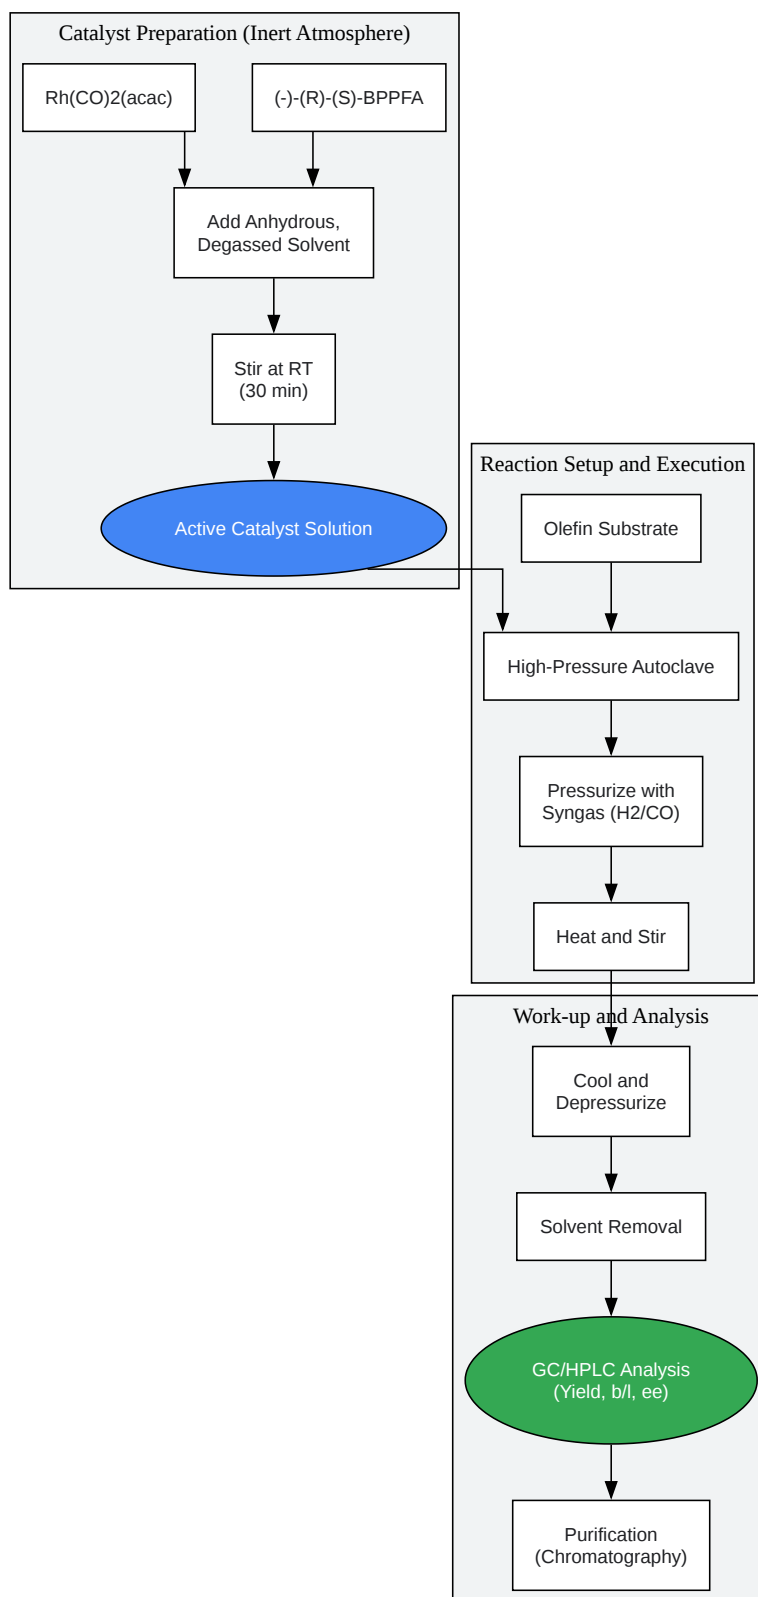 Catalyst Preparation (Inert Atmosphere)
Rh(CO)2(acac)
(-)-(R)-(S)-BPPFA
Add Anhydrous,
Degassed Solvent
Stir at RT
(30 min)
Active Catalyst Solution
Reaction Setup and Execution
Olefin Substrate
High-Pressure Autoclave
Pressurize with
Syngas (H2/CO)
Heat and Stir
Work-up and Analysis
Cool and
Depressurize
Solvent Removal
GC/HPLC Analysis
(Yield, b/l, ee)
Purification
(Chromatography)